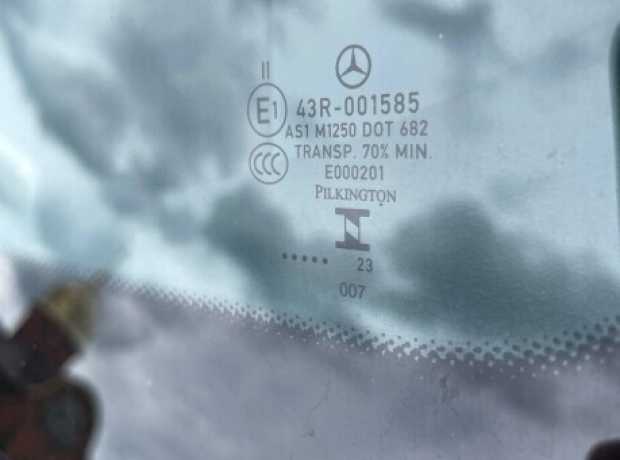 II
E1 43R-001585
AS1 M1250 DOT 682
CCC TRANSP. 70% MIN.
E000201
PILKINGTON
N
..... 23
007